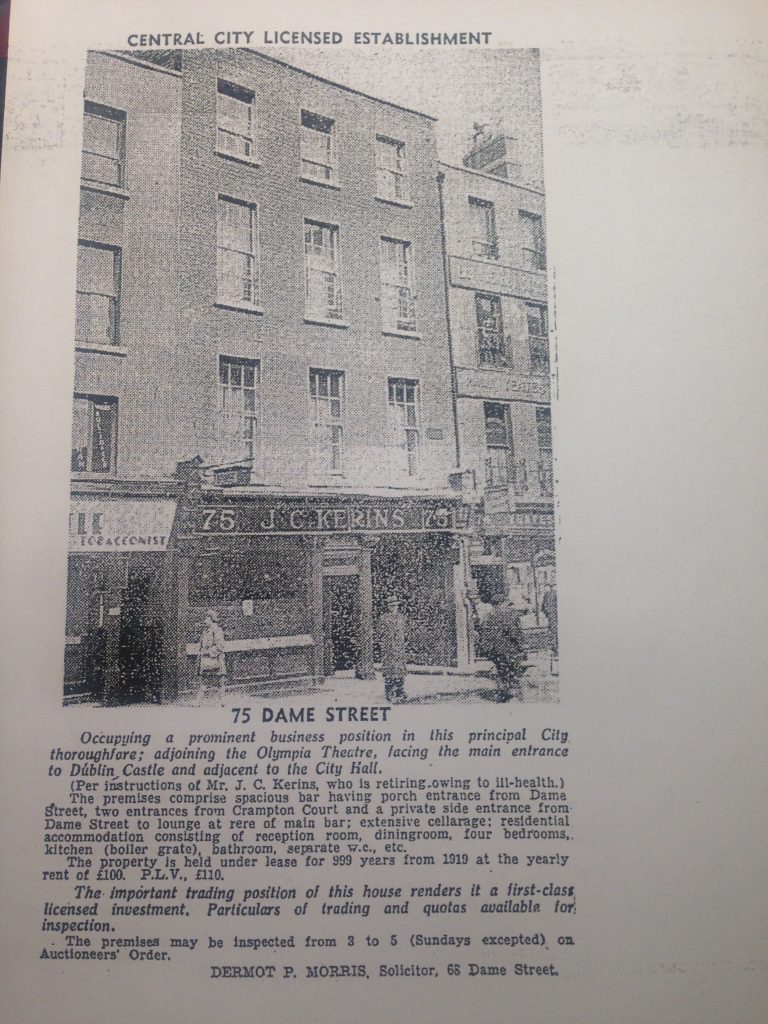 CENTRAL CITY LICENSED ESTABLISHMENT
TOBACCONIST
75 J.C.KERINS 75
75 DAME STREET
Occupying a prominent business position in this principal City
thoroughfare; adjoining the Olympia Theatre, facing the main entrance
to Dublin Castle and adjacent to the City Hall.
(Per instructions of Mr. J. C. Kerins, who is retiring owing to ill-health.)
The premises comprise spacious bar having porch entrance from Dame
Street, two entrances from Crampton Court and a private side entrance from
Dame Street to lounge at rere of main bar; extensive cellarage; residential
accommodation consisting of reception room, diningroom, four bedrooms,
kitchen (boiler grate), bathroom, separate w.c., etc.
The property is held under lease for 999 years from 1919 at the yearly
rent of £100. P.L.V., £110.
The important trading position of this house renders it a first-class
licensed investment. Particulars of trading and quotas available for
inspection.
The premises may be inspected from 3 to 5 (Sundays excepted) on
Auctioneers' Order.
DERMOT P. MORRIS, Solicitor, 68 Dame Street.